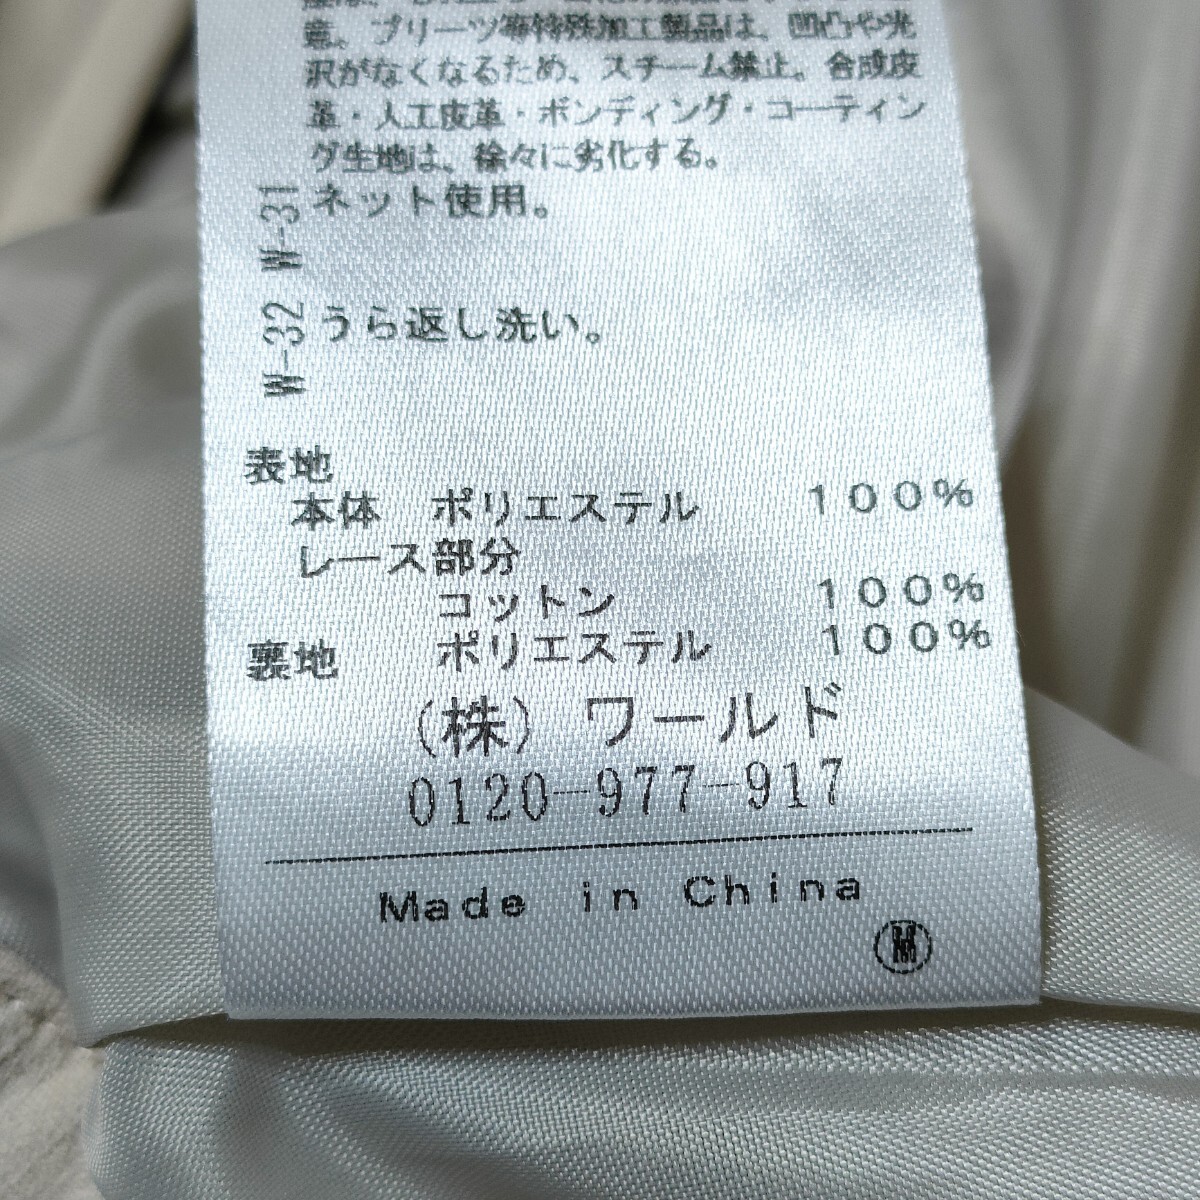 意。プリーツ等特殊加工製品は、凹凸や光
沢がなくなるため、スチーム禁止。合成皮
革・人工皮革・ボンディング・コーティン
グ生地は、徐々に劣化する。
W-31 ネット使用。
W-32 うら返し洗い。
表地
本体 ポリエステル 100%
レース部分
コットン 100%
裏地 ポリエステル 100%
(株) ワールド
0120-977-917
Made in China
M